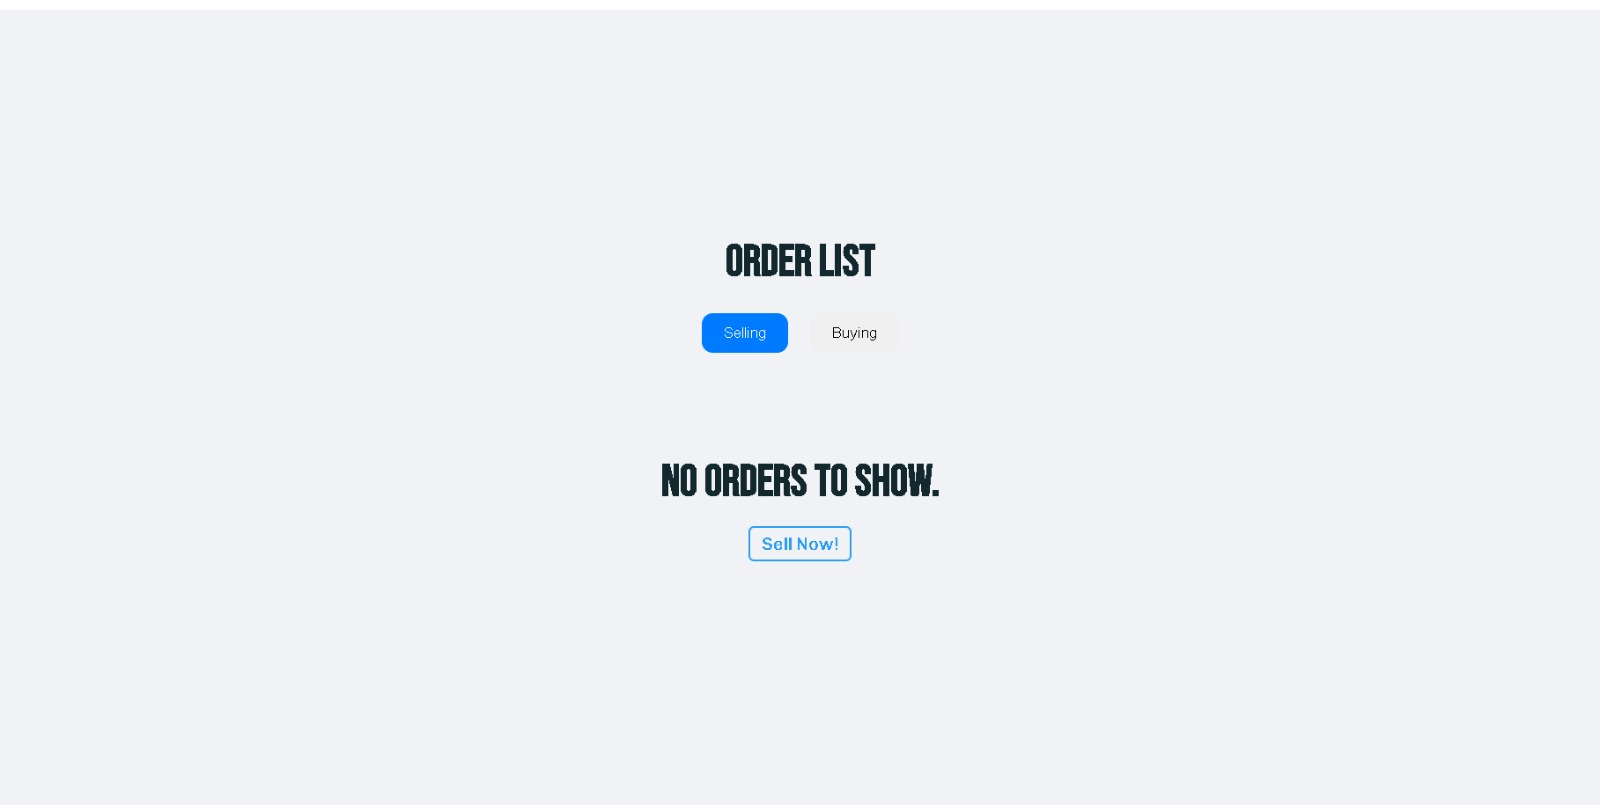 ORDER LIST
Selling Buying
NO ORDERS TO SHOW.
Sell Now!